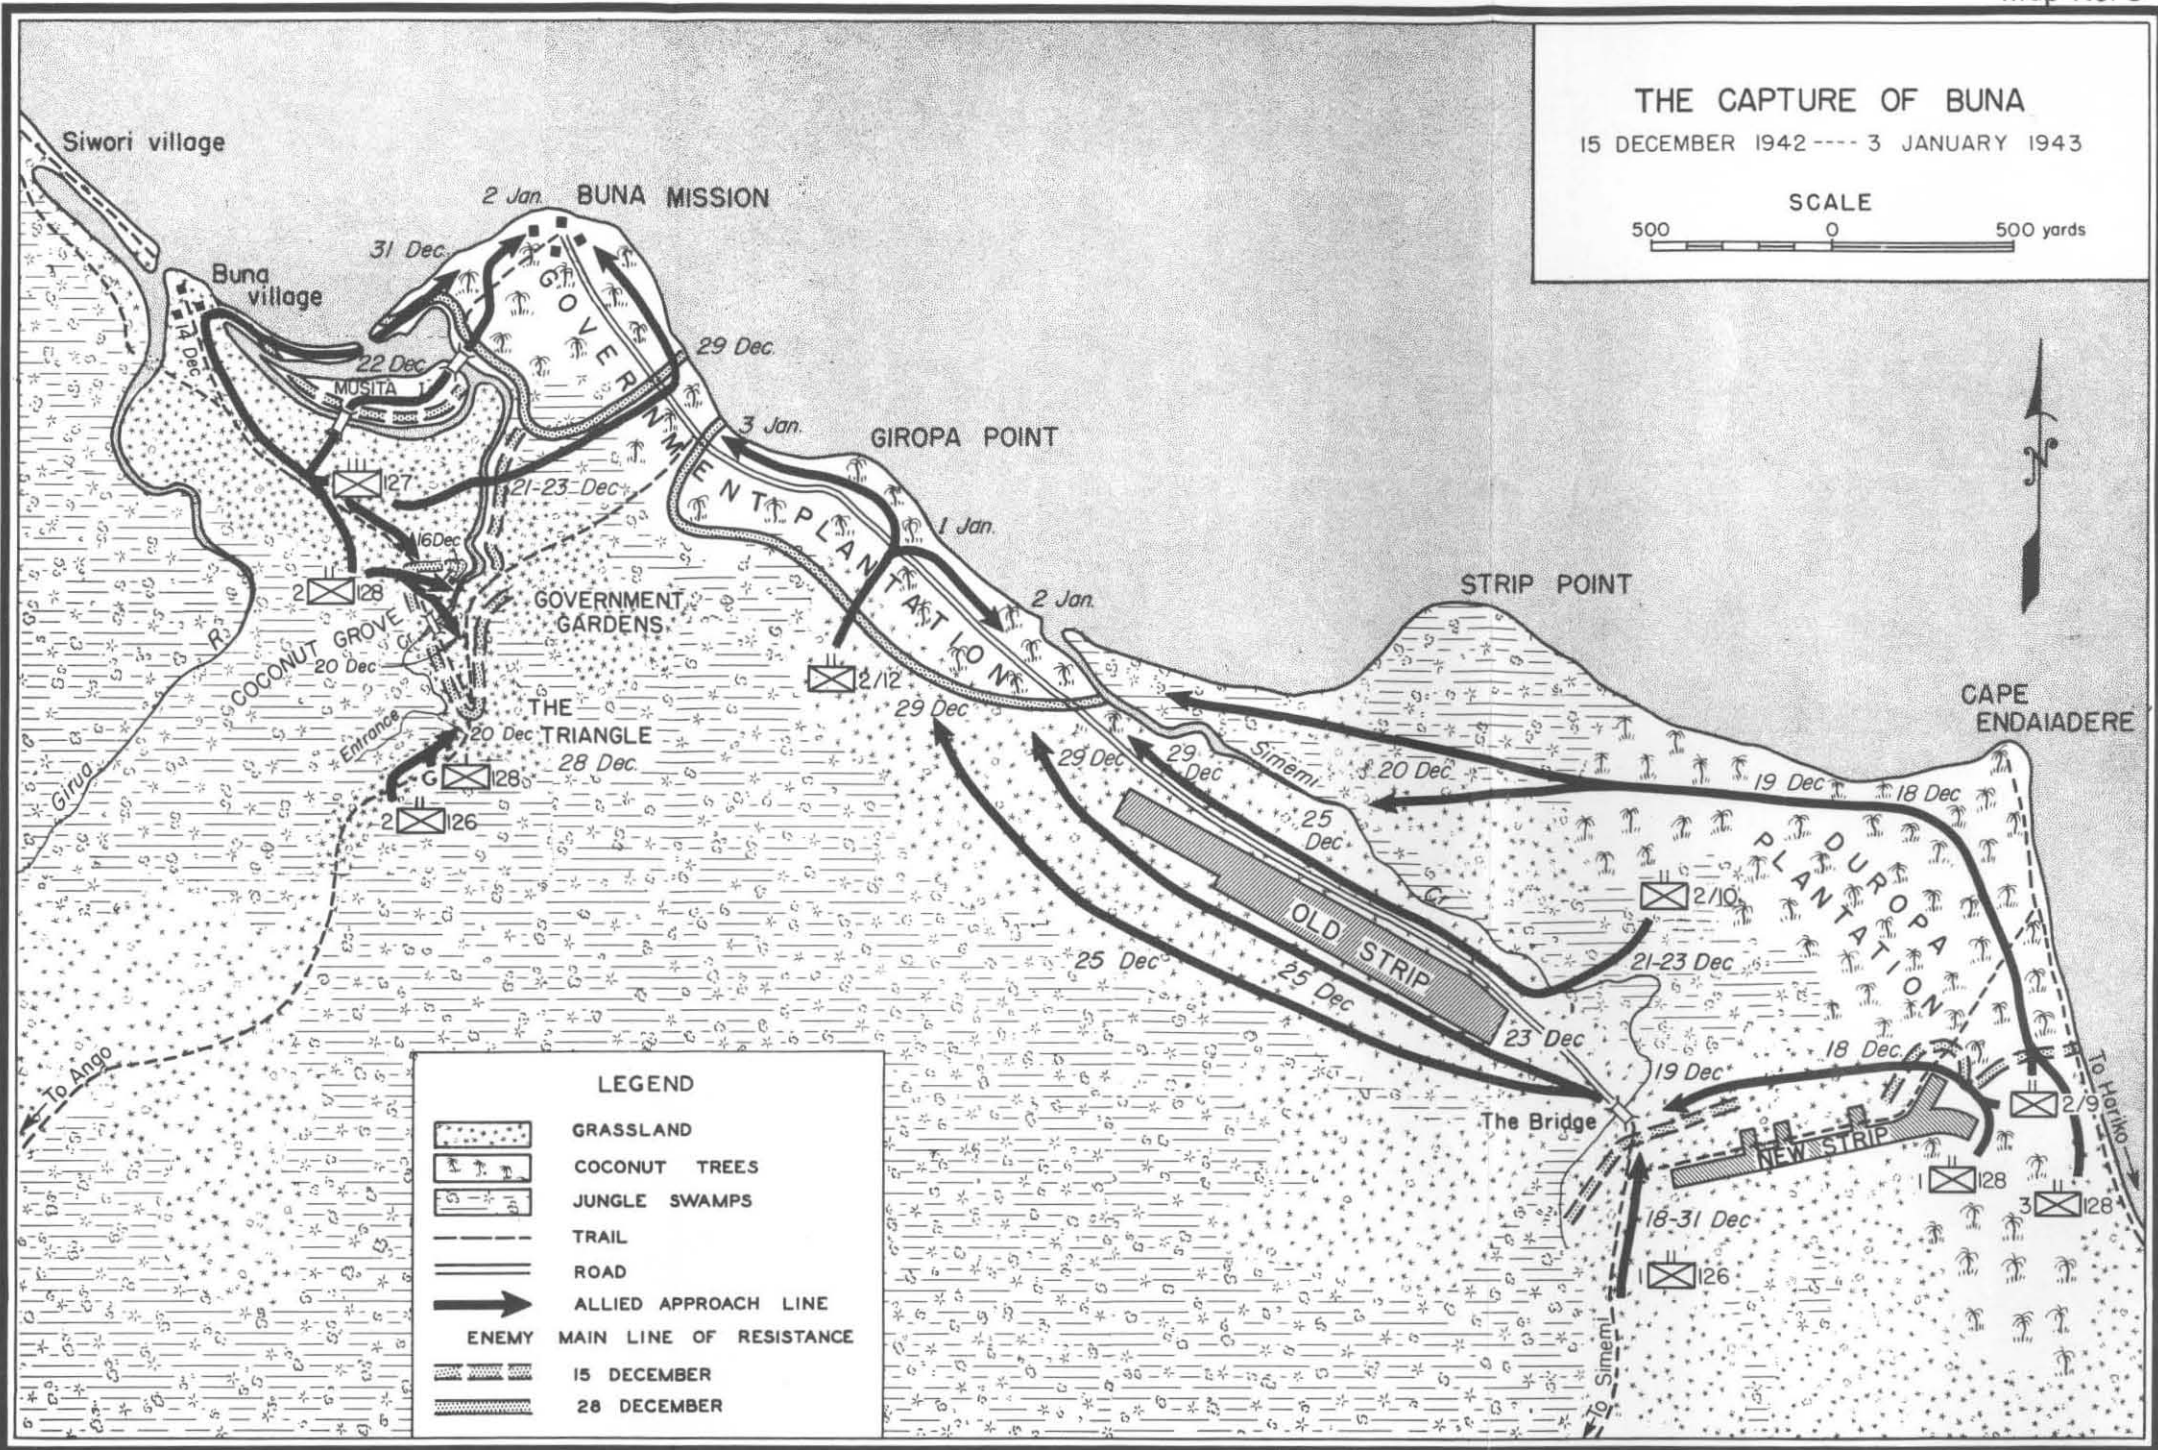 THE CAPTURE OF BUNA
15 DECEMBER 1942 ---- 3 JANUARY 1943
SCALE
500 0 500 yards
Siwori village
2 Jan. BUNA MISSION
31 Dec.
Buna
village
14 Dec
22 Dec
MUSITA I
29 Dec.
GOVERNMENT PLANTATION
3 Jan.
GIROPA POINT
127
21-23 Dec
16 Dec
1 Jan.
2 128
GOVERNMENT
GARDENS
COCONUT GROVE
Cr
20 Dec
2 Jan.
STRIP POINT
2/12
29 Dec
THE
TRIANGLE
28 Dec.
Entrance
20 Dec
G 128
2 126
Girua R.
CAPE
ENDAIADERE
29 Dec
29
Dec
Simemi
Cr
20 Dec
19 Dec
18 Dec
25
Dec
DUROPA
PLANTATION
2/10
OLD STRIP
25 Dec
25 Dec
21-23 Dec
23 Dec
18 Dec.
19 Dec
To Ango
The Bridge
NEW STRIP
2/9
To Hariko
1 128
3 128
18-31 Dec
1 126
To Simemi
N
LEGEND
GRASSLAND
COCONUT TREES
JUNGLE SWAMPS
TRAIL
ROAD
ALLIED APPROACH LINE
ENEMY MAIN LINE OF RESISTANCE
15 DECEMBER
28 DECEMBER